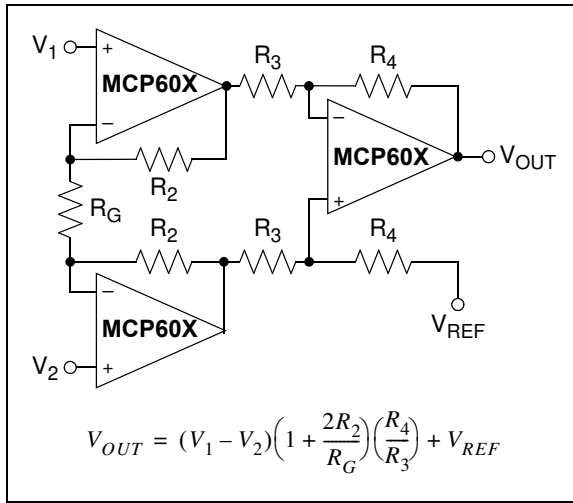 V1 + MCP60X − R3 R4
R2
− MCP60X + VOUT
RG
R2 R3 R4
− MCP60X
VREF
V2 +
VOUT = (V1 – V2)(1 + 2R2/RG)(R4/R3) + VREF